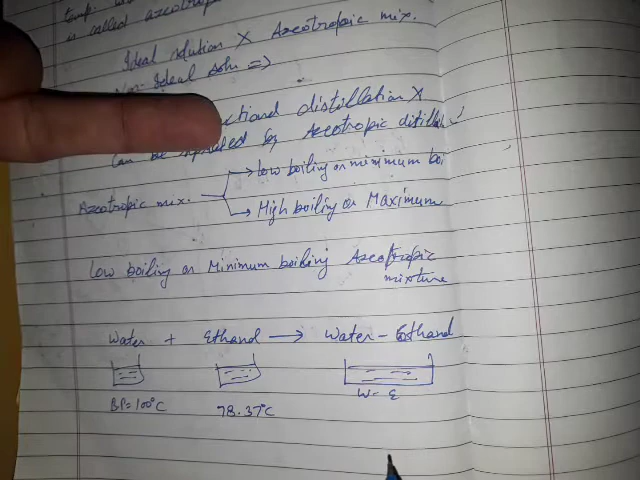 is called azeotrop
Ideal solution X Azeotropic mix.
Non-Ideal soln =>
ctional distillation X
Can be separated by Azeotropic distilla ✓
Azeotropic mix. → Low boiling or minimum boi
→ High boiling or Maximum
Low boiling or Minimum boiling Azeotropic
mixture
Water + Ethanol → Water - Ethanol
W - E
BP = 100°C 78.37°C